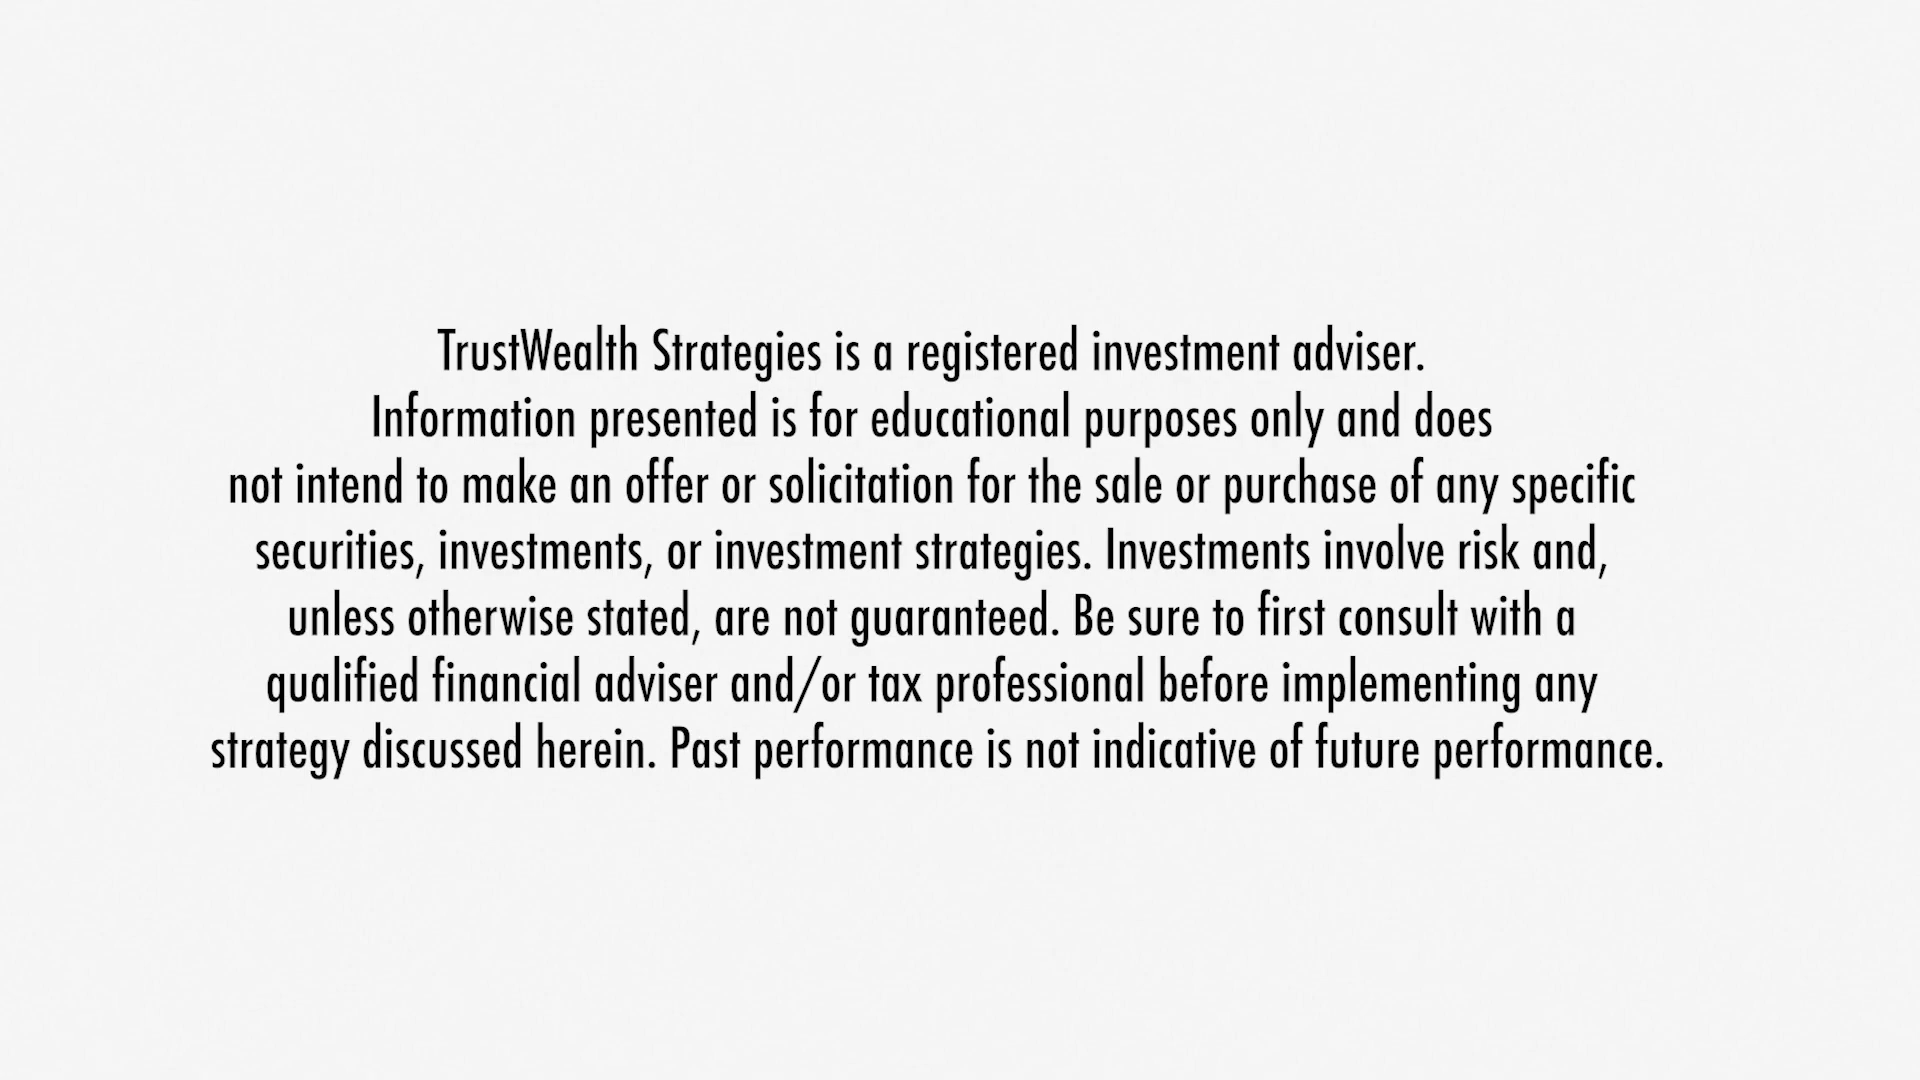 TrustWealth Strategies is a registered investment adviser.
Information presented is for educational purposes only and does
not intend to make an offer or solicitation for the sale or purchase of any specific
securities, investments, or investment strategies. Investments involve risk and,
unless otherwise stated, are not guaranteed. Be sure to first consult with a
qualified financial adviser and/or tax professional before implementing any
strategy discussed herein. Past performance is not indicative of future performance.